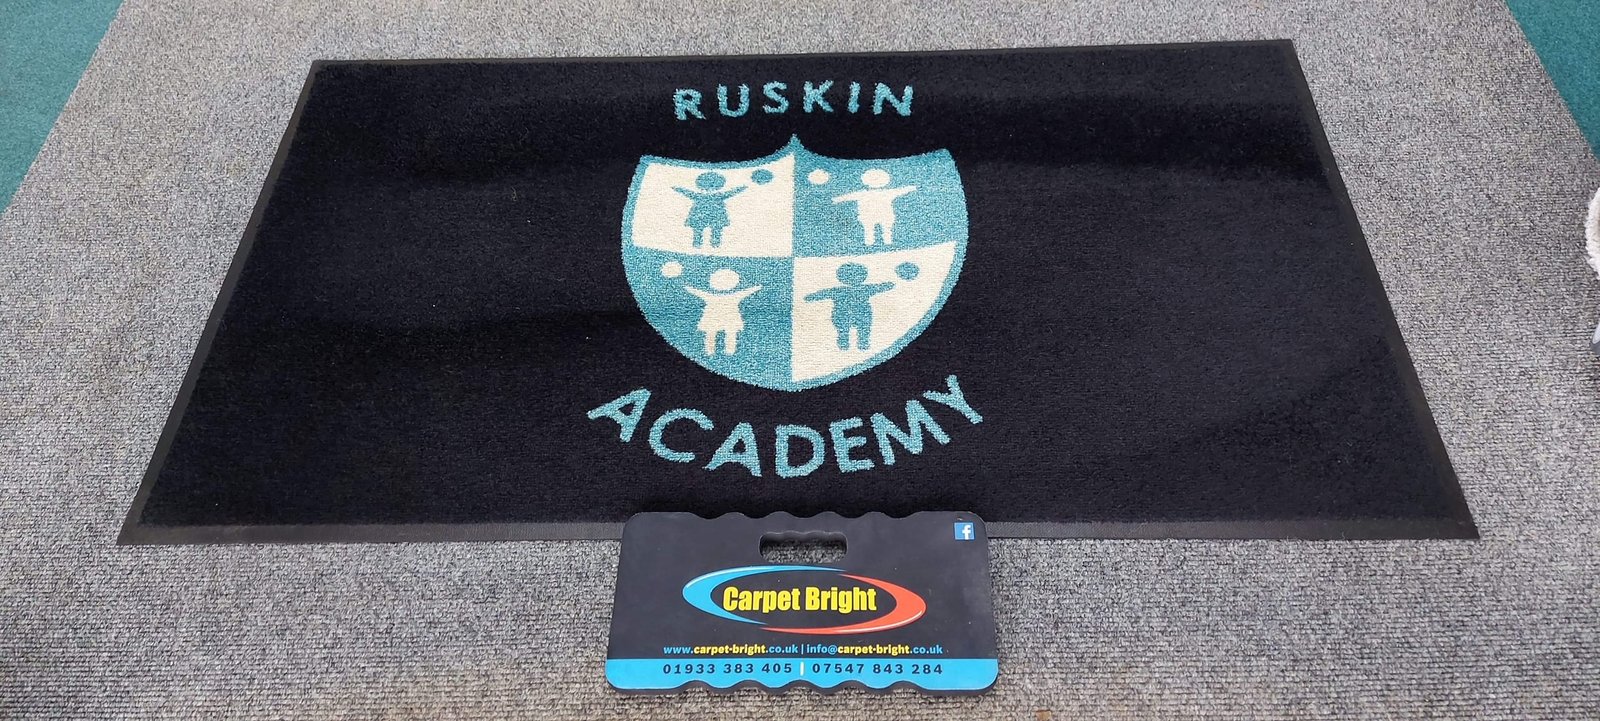 RUSKIN
ACADEMY
f
Carpet Bright
www.carpet-bright.co.uk | info@carpet-bright.co.uk
01933 383 405 | 07547 843 284